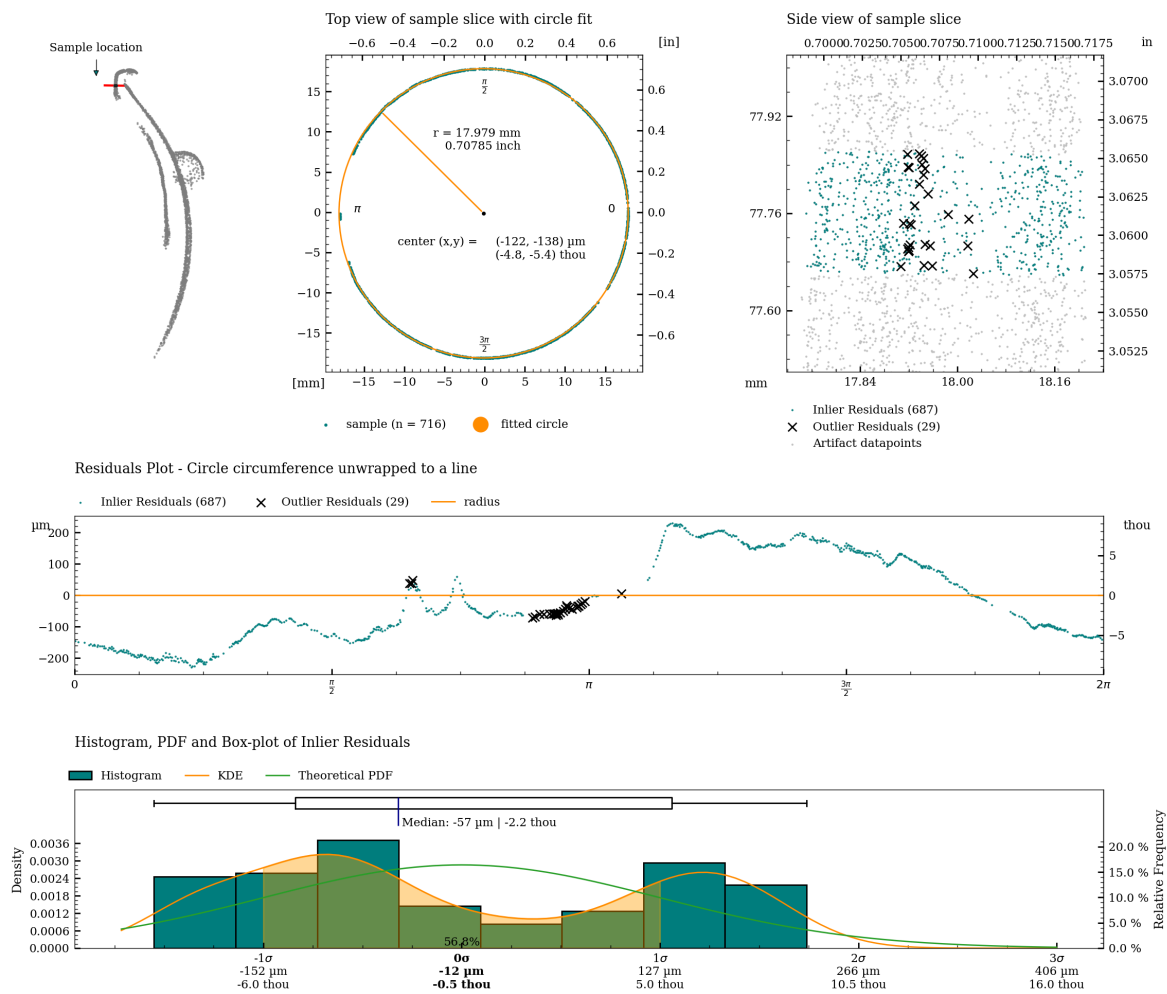 Sample location
Top view of sample slice with circle fit
−0.6 −0.4 −0.2 0.0 0.2 0.4 0.6 [in]
15
10
5
0
−5
−10
−15
0.6
0.4
0.2
0.0
−0.2
−0.4
−0.6
π/2
r = 17.979 mm
0.70785 inch
π 0
center (x,y) = (-122, -138) µm
(-4.8, -5.4) thou
3π/2
[mm] −15 −10 −5 0 5 10 15
sample (n = 716) fitted circle
Side view of sample slice
0.7000 0.7025 0.7050 0.7075 0.7100 0.7125 0.7150 0.7175 in
77.92
77.76
77.60
3.0700
3.0675
3.0650
3.0625
3.0600
3.0575
3.0550
3.0525
mm 17.84 18.00 18.16
Inlier Residuals (687)
Outlier Residuals (29)
Artifact datapoints
Residuals Plot - Circle circumference unwrapped to a line
Inlier Residuals (687) Outlier Residuals (29) radius
µm thou
200
100
0
−100
−200
5
0
−5
0 π/2 π 3π/2 2π
Histogram, PDF and Box-plot of Inlier Residuals
Histogram KDE Theoretical PDF
Median: -57 µm | -2.2 thou
Density
0.0036
0.0030
0.0024
0.0018
0.0012
0.0006
0.0000
Relative Frequency
20.0 %
15.0 %
10.0 %
5.0 %
0.0 %
56.8%
-1σ 0σ 1σ 2σ 3σ
-152 µm -12 µm 127 µm 266 µm 406 µm
-6.0 thou -0.5 thou 5.0 thou 10.5 thou 16.0 thou